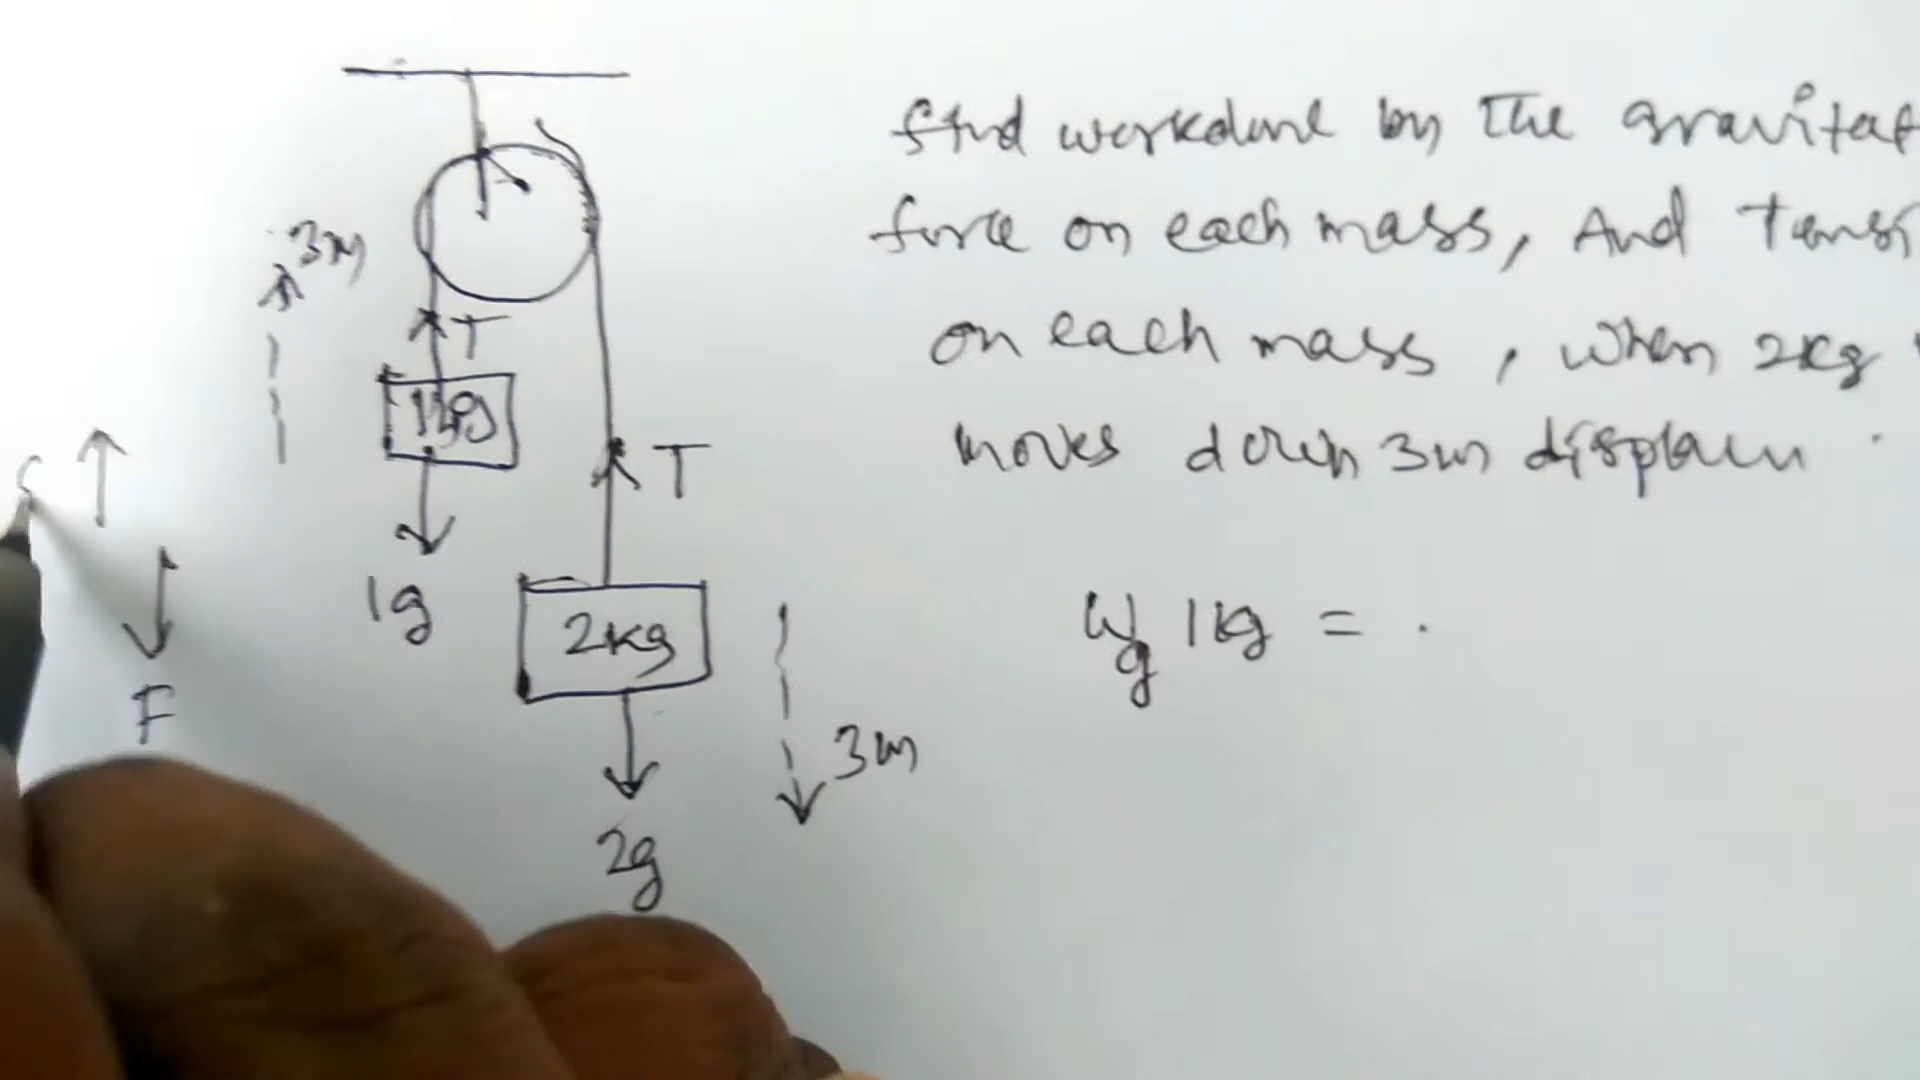 find workdone by The gravitat
force on each mass, And Tensi
on each mass, when 2kg
moves down 3m displacem
3m
T
1kg
1g
T
2kg
2g
3m
S
F
Wg 1kg = .